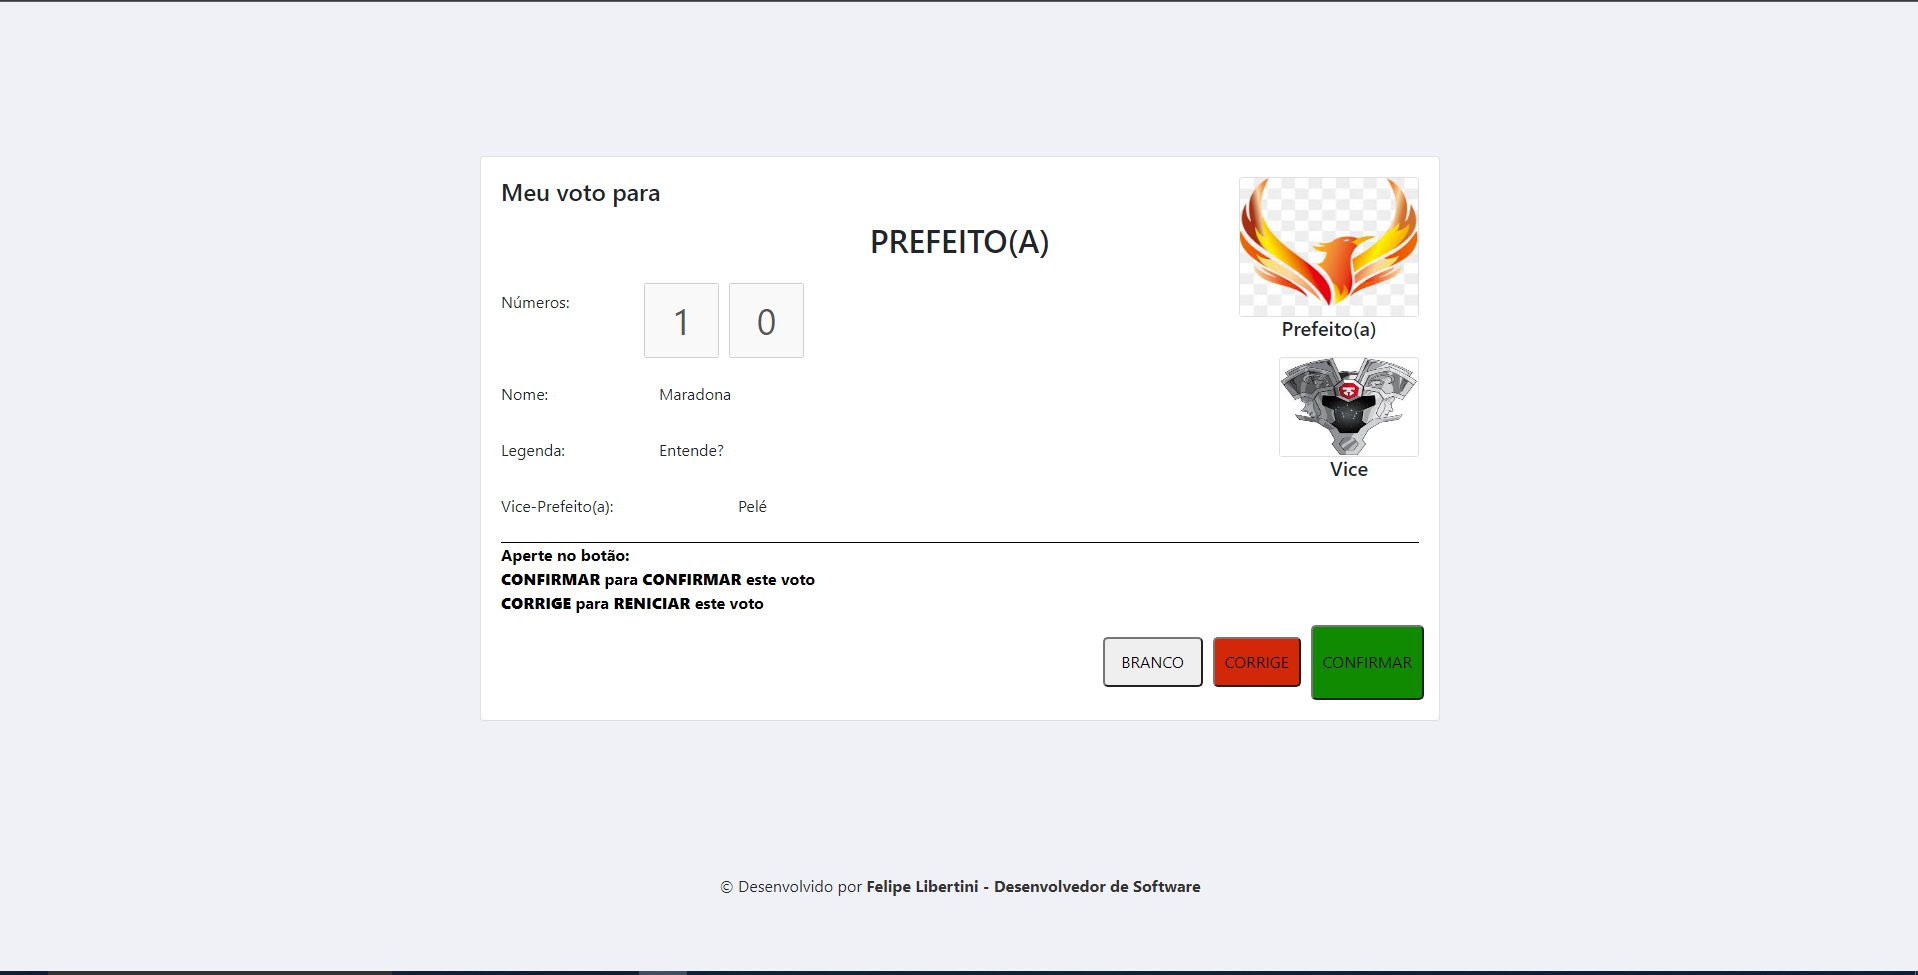 Meu voto para
PREFEITO(A)
Prefeito(a)
Números:
1 0
Nome: Maradona
Legenda: Entende?
Vice
Vice-Prefeito(a): Pelé
Aperte no botão:
CONFIRMAR para CONFIRMAR este voto
CORRIGE para RENICIAR este voto
BRANCO CORRIGE CONFIRMAR
© Desenvolvido por Felipe Libertini - Desenvolvedor de Software